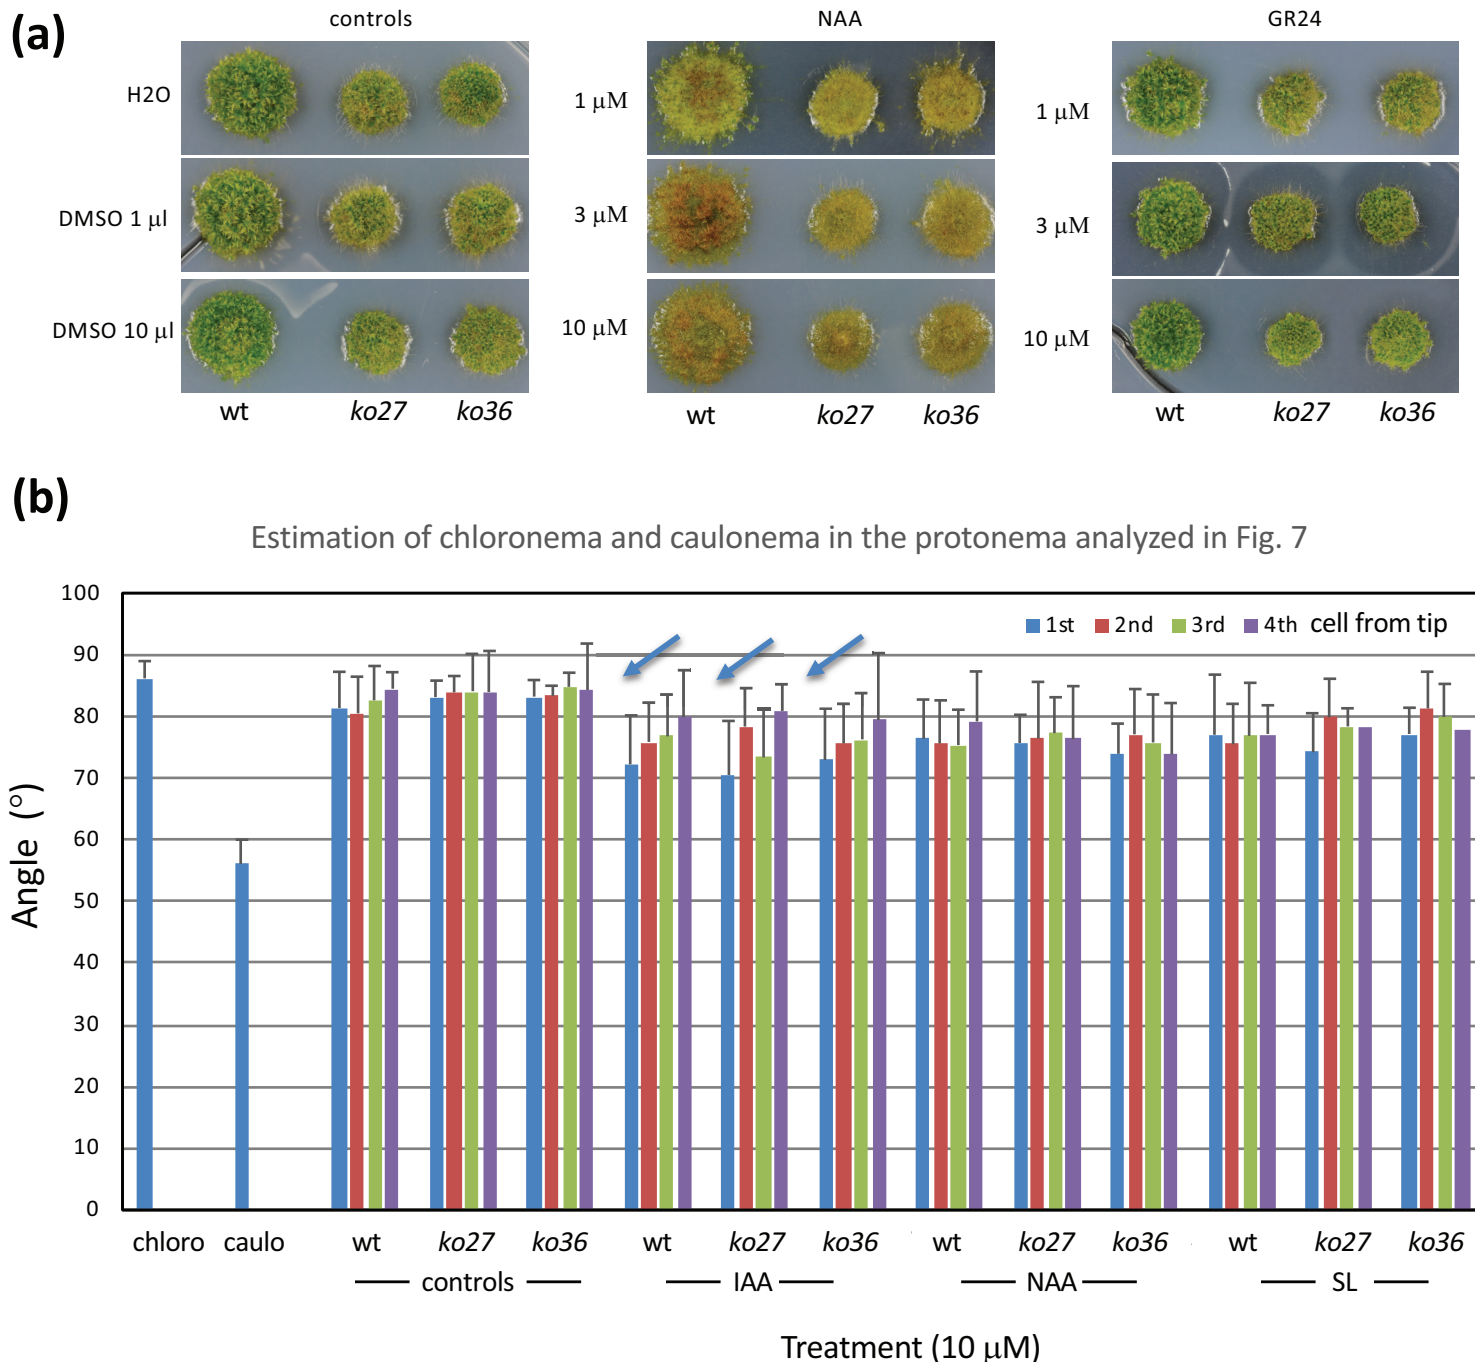 (a)
controls
NAA
GR24
H2O
1 μM
1 μM
DMSO 1 μl
3 μM
3 μM
DMSO 10 μl
10 μM
10 μM
wt ko27 ko36
wt ko27 ko36
wt ko27 ko36
(b)
Estimation of chloronema and caulonema in the protonema analyzed in Fig. 7
100
90
80
70
60
50
40
30
20
10
0
Angle (°)
1st 2nd 3rd 4th cell from tip
chloro caulo wt ko27 ko36 wt ko27 ko36 wt ko27 ko36 wt ko27 ko36
controls IAA NAA SL
Treatment (10 μM)